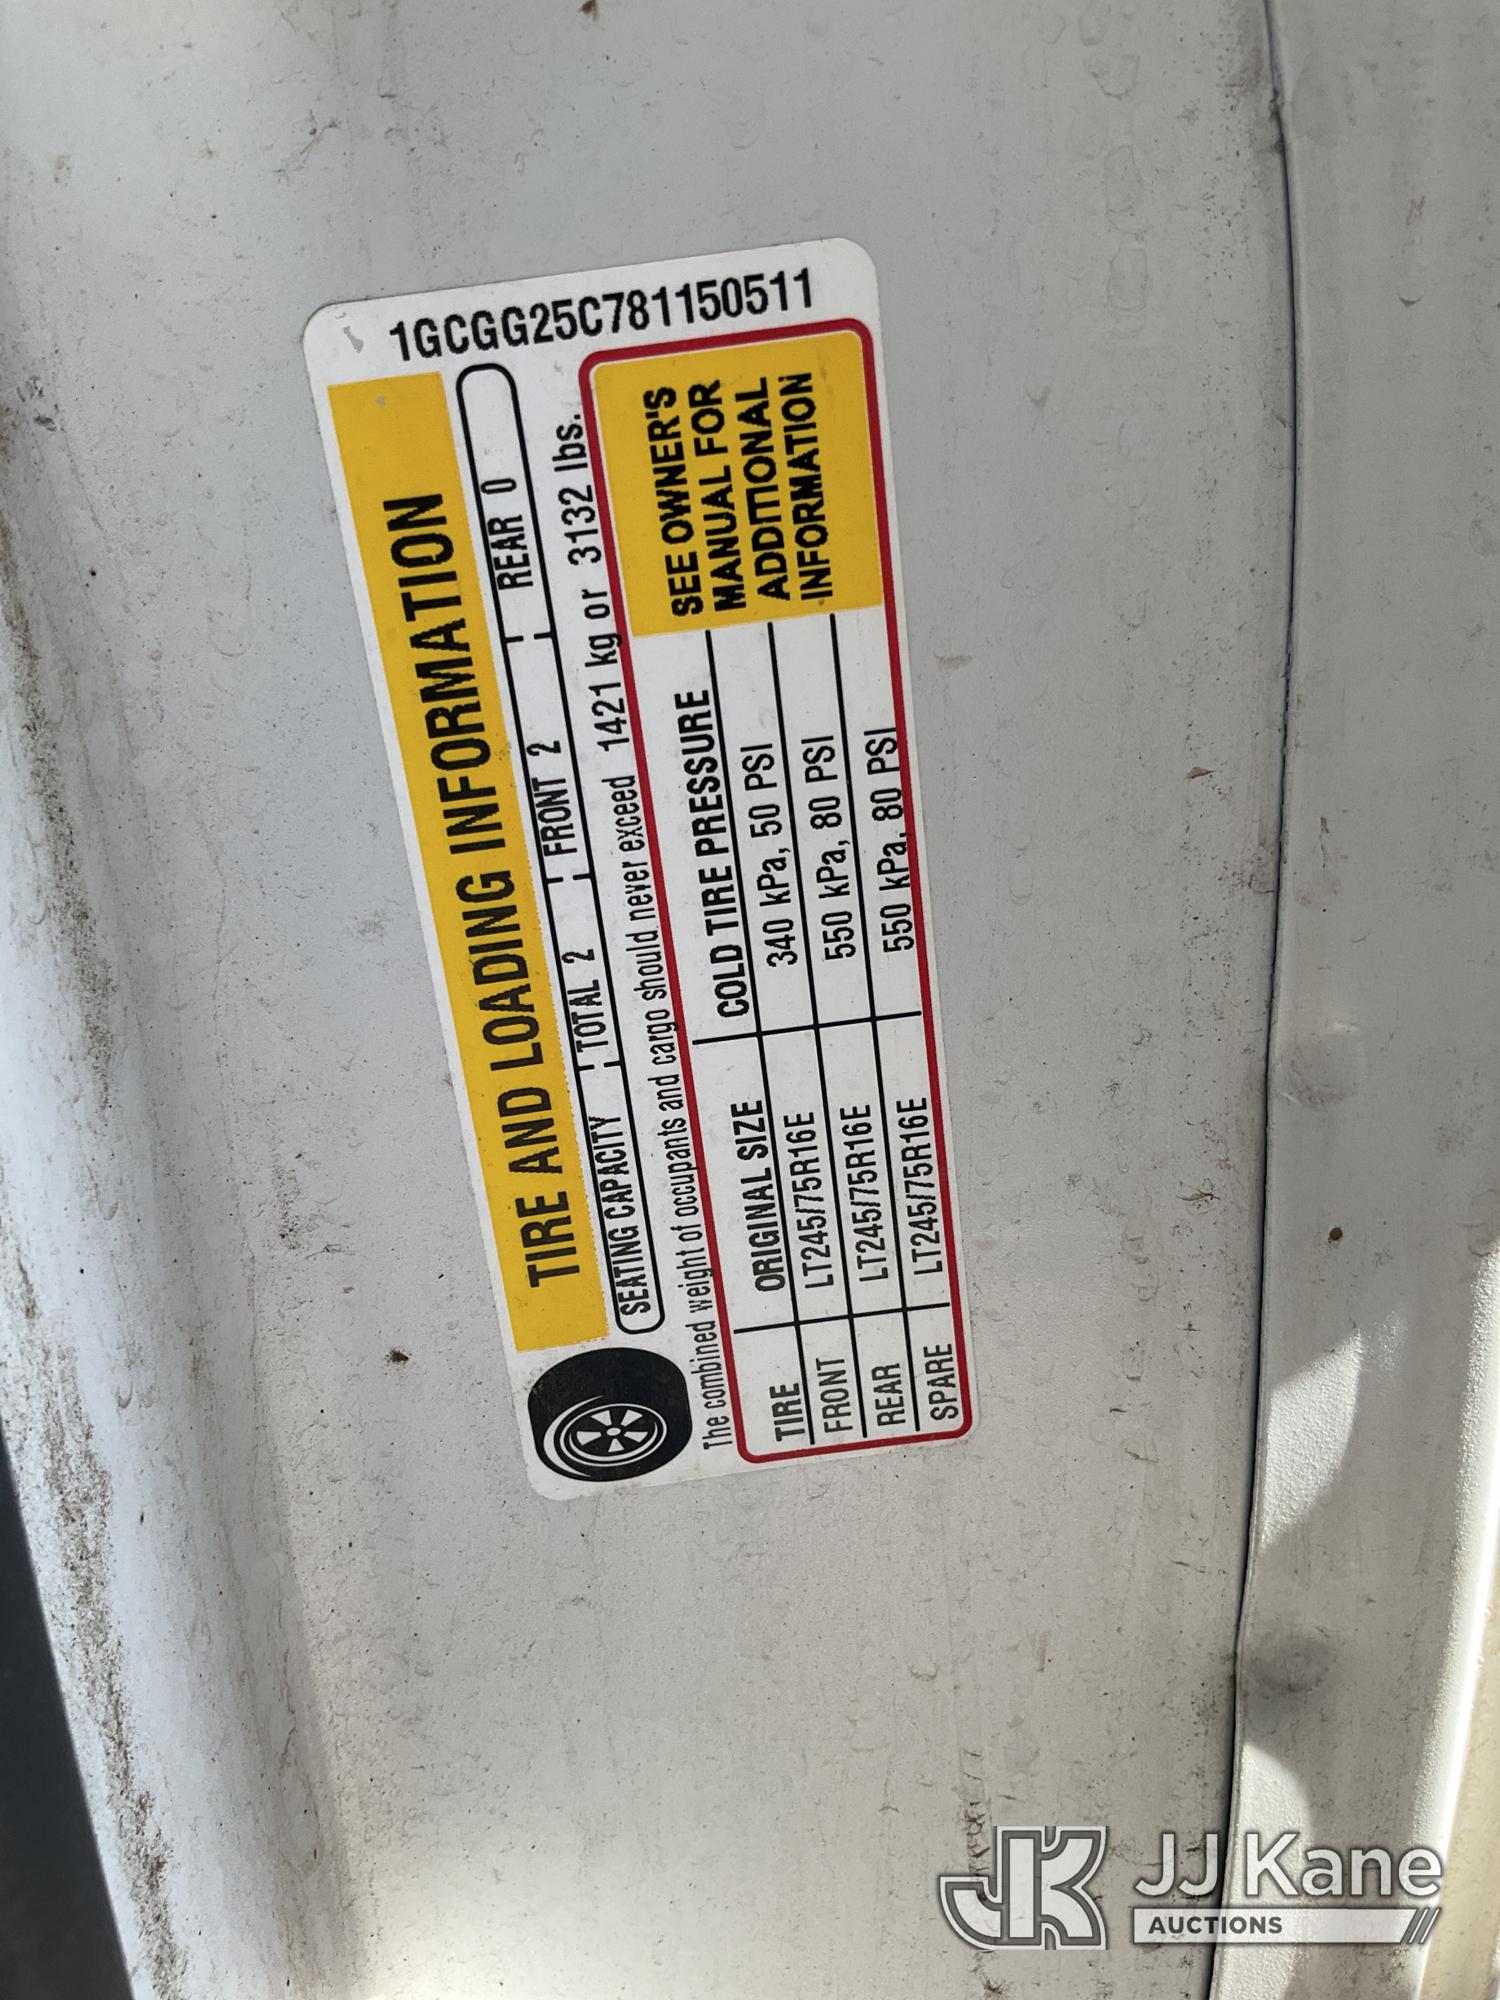 1GCGG25C781150511
TIRE AND LOADING INFORMATION
SEATING CAPACITY TOTAL 2 FRONT 2 REAR 0
The combined weight of occupants and cargo should never exceed 1421 kg or 3132 lbs.
TIRE ORIGINAL SIZE COLD TIRE PRESSURE
FRONT LT245/75R16E 340 kPa, 50 PSI
REAR LT245/75R16E 550 kPa, 80 PSI
SPARE LT245/75R16E 550 kPa, 80 PSI
SEE OWNER'S
MANUAL FOR
ADDITIONAL
INFORMATION
JK JJ Kane
AUCTIONS